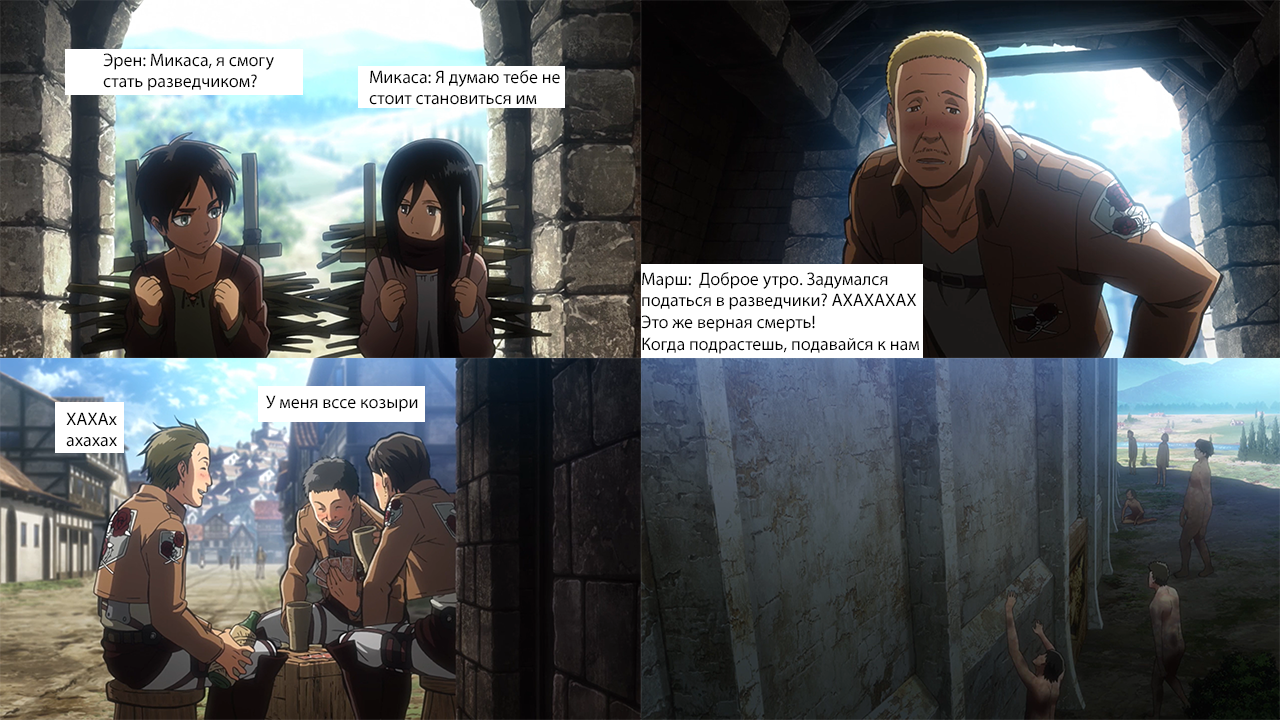 Эрен: Микаса, я смогу
стать разведчиком?
Микаса: Я думаю тебе не
стоит становиться им
Марш: Доброе утро. Задумался
податься в разведчики? АХАХАХАХ
Это же верная смерть!
Когда подрастешь, подавайся к нам
ХАХАх
ахахах
У меня вссе козыри